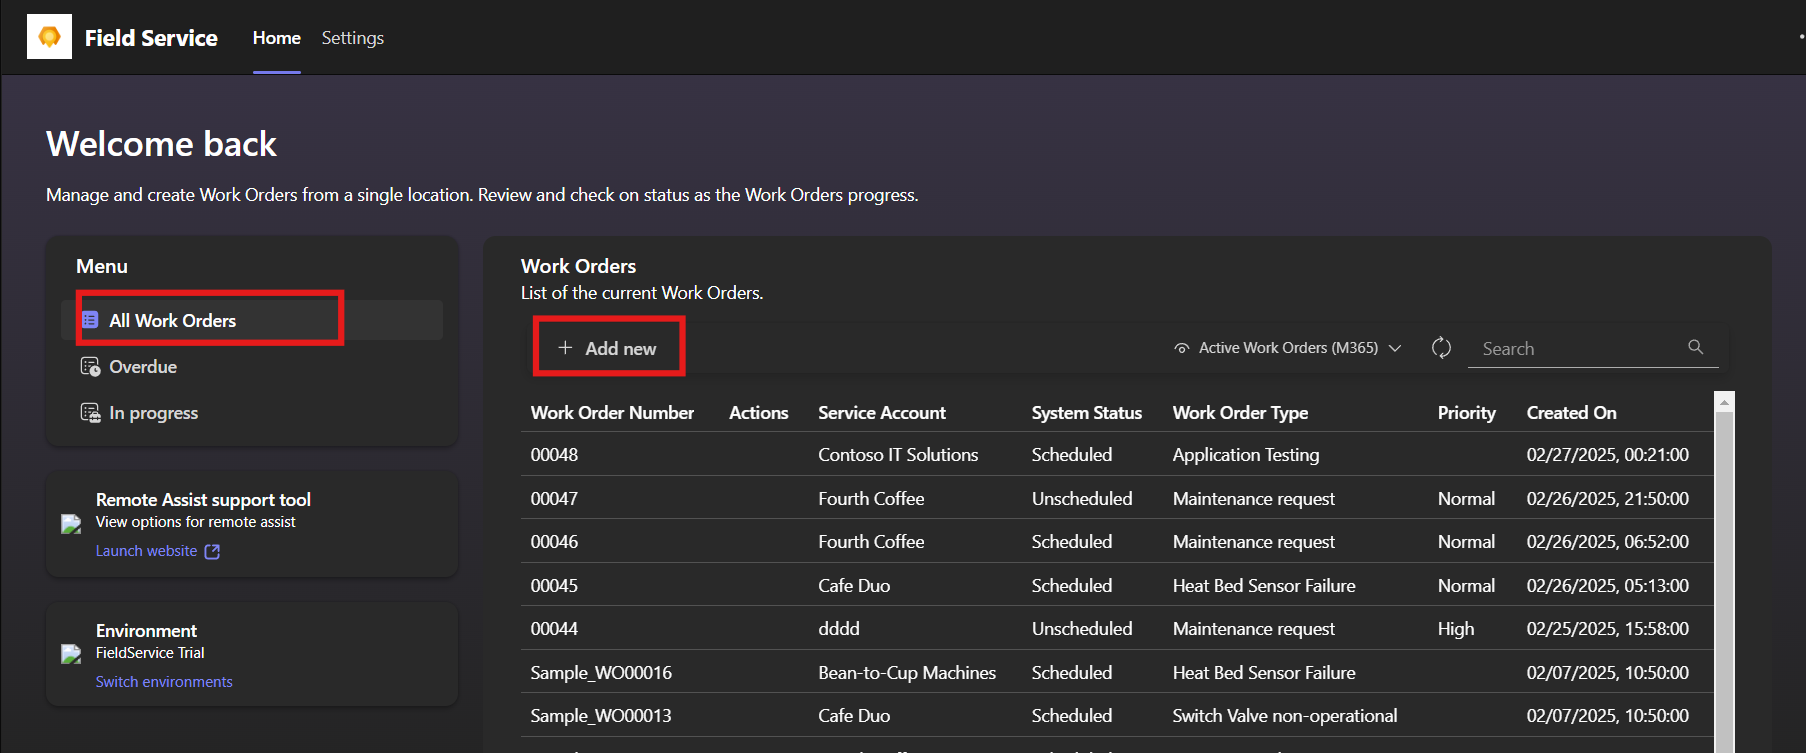 Field Service Home Settings
Welcome back
Manage and create Work Orders from a single location. Review and check on status as the Work Orders progress.
Menu
All Work Orders
Overdue
In progress
Remote Assist support tool
View options for remote assist
Launch website
Environment
FieldService Trial
Switch environments
Work Orders
List of the current Work Orders.
+ Add new Active Work Orders (M365) Search
Work Order Number Actions Service Account System Status Work Order Type Priority Created On
00048 Contoso IT Solutions Scheduled Application Testing 02/27/2025, 00:21:00
00047 Fourth Coffee Unscheduled Maintenance request Normal 02/26/2025, 21:50:00
00046 Fourth Coffee Scheduled Maintenance request Normal 02/26/2025, 06:52:00
00045 Cafe Duo Scheduled Heat Bed Sensor Failure Normal 02/26/2025, 05:13:00
00044 dddd Unscheduled Maintenance request High 02/25/2025, 15:58:00
Sample_WO00016 Bean-to-Cup Machines Scheduled Heat Bed Sensor Failure 02/07/2025, 10:50:00
Sample_WO00013 Cafe Duo Scheduled Switch Valve non-operational 02/07/2025, 10:50:00